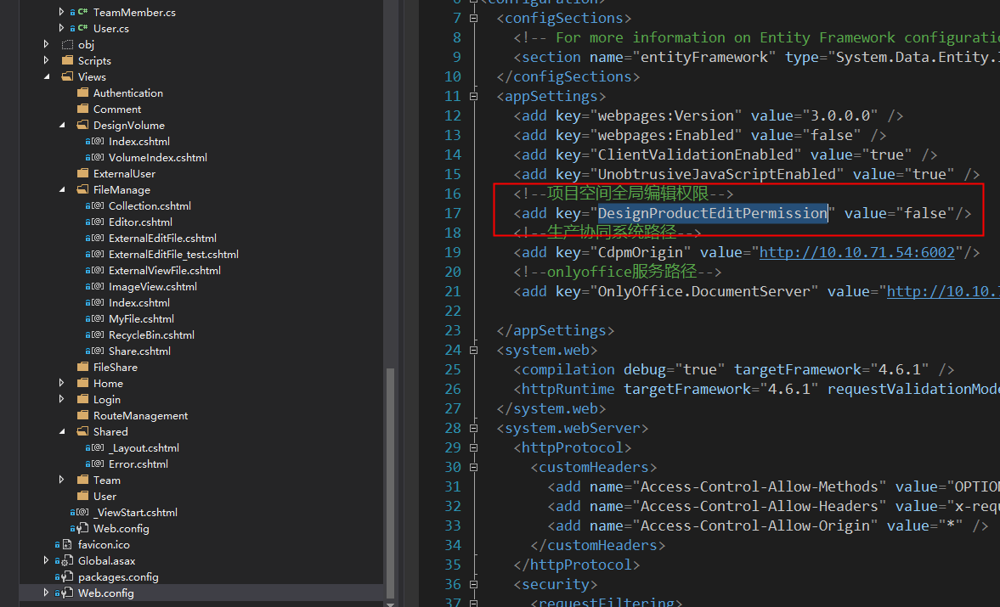 TeamMember.cs
User.cs
obj
Scripts
Views
Authentication
Comment
DesignVolume
Index.cshtml
VolumeIndex.cshtml
ExternalUser
FileManage
Collection.cshtml
Editor.cshtml
ExternalEditFile.cshtml
ExternalEditFile_test.cshtml
ExternalViewFile.cshtml
ImageView.cshtml
Index.cshtml
MyFile.cshtml
RecycleBin.cshtml
Share.cshtml
FileShare
Home
Login
RouteManagement
Shared
_Layout.cshtml
Error.cshtml
Team
User
_ViewStart.cshtml
Web.config
favicon.ico
Global.asax
packages.config
Web.config
7 <configSections>
8 <!-- For more information on Entity Framework
9 <section name="entityFramework" type="System.Data.Entity.
10 </configSections>
11 <appSettings>
12 <add key="webpages:Version" value="3.0.0.0" />
13 <add key="webpages:Enabled" value="false" />
14 <add key="ClientValidationEnabled" value="true" />
15 <add key="UnobtrusiveJavaScriptEnabled" value="true" />
16 <!--项目空间全局编辑权限-->
17 <add key="DesignProductEditPermission" value="false"/>
18 <!--生产协同系统路径-->
19 <add key="CdpmOrigin" value="http://10.10.71.54:6002"/>
20 <!--onlyoffice服务路径-->
21 <add key="OnlyOffice.DocumentServer" value="http://10.10.
22
23 </appSettings>
24 <system.web>
25 <compilation debug="true" targetFramework="4.6.1" />
26 <httpRuntime targetFramework="4.6.1"
27 </system.web>
28 <system.webServer>
29 <httpProtocol>
30 <customHeaders>
31 <add name="Access-Control-Allow-Methods" value="OPTION
32 <add name="Access-Control-Allow-Headers" value="x-requ
33 <add name="Access-Control-Allow-Origin" value="*" />
34 </customHeaders>
35 </httpProtocol>
36 <security>
37 <requestFiltering>